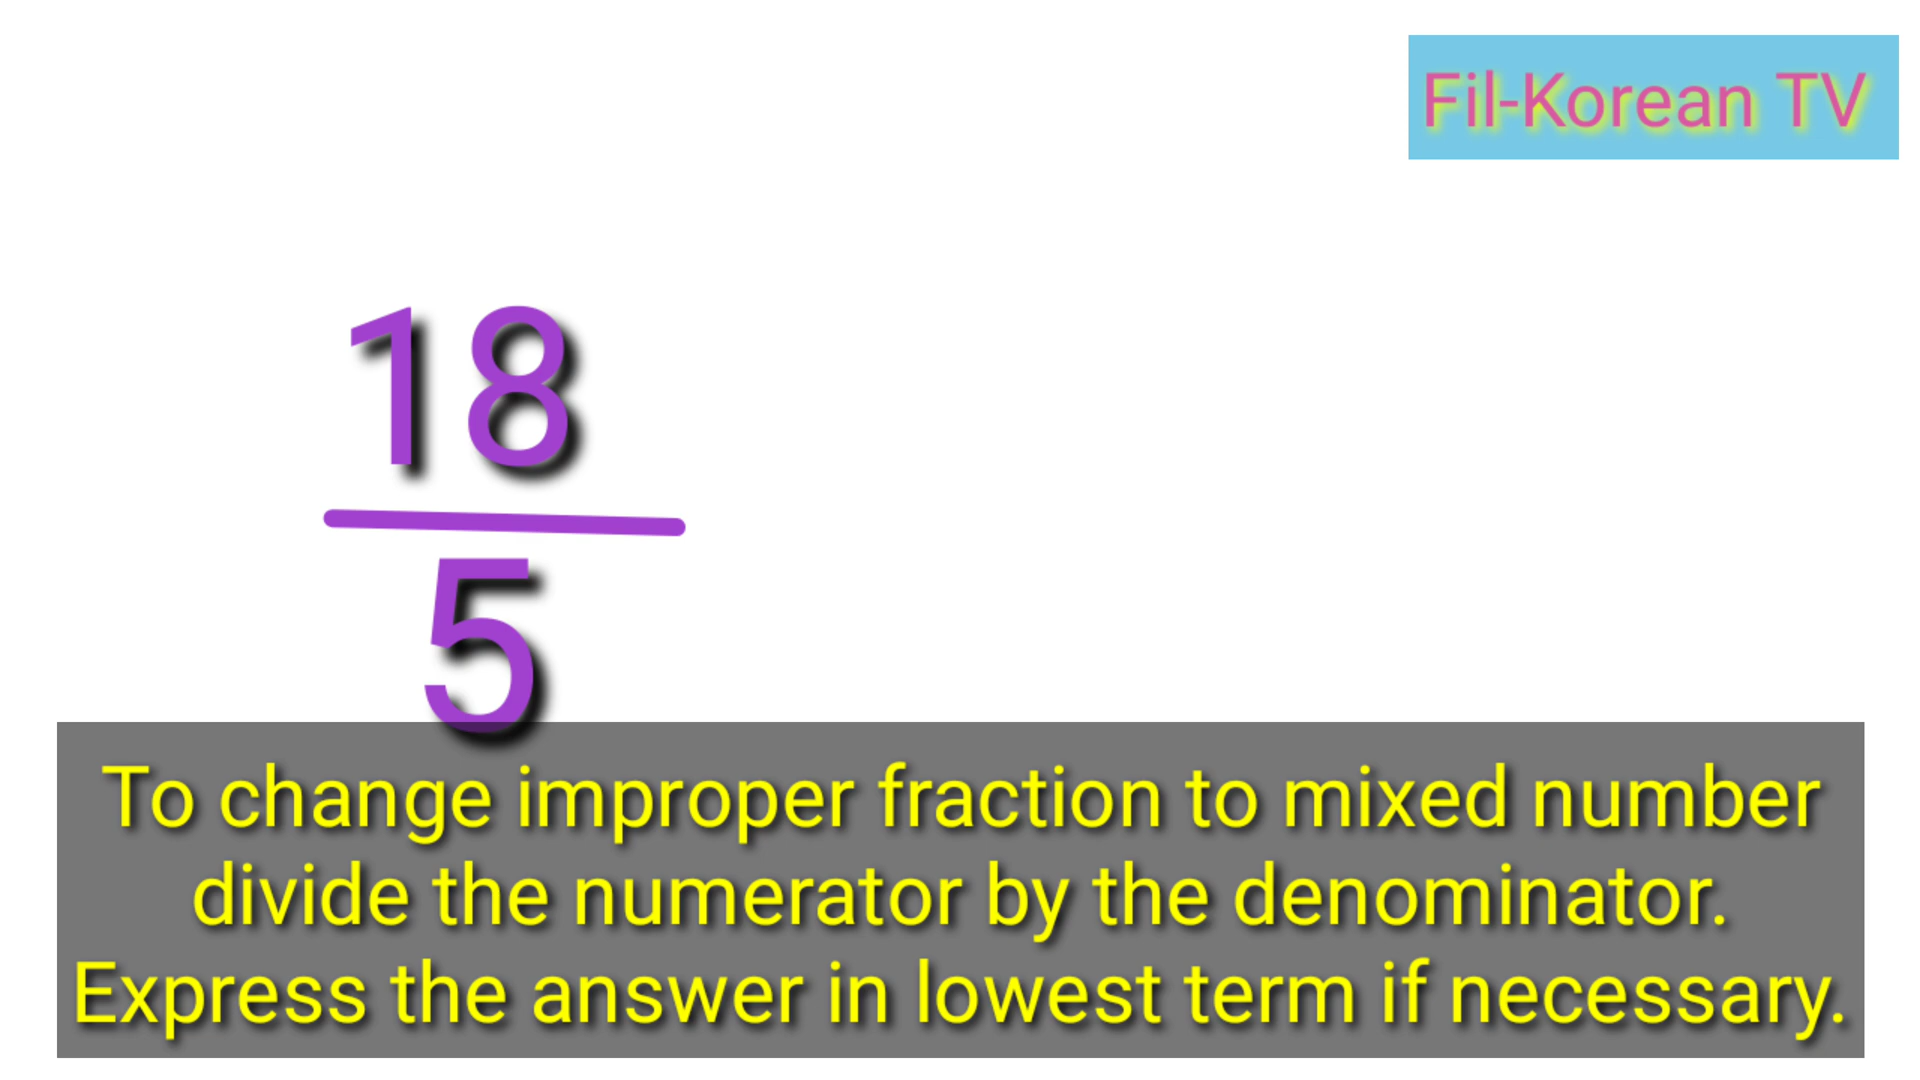 Fil-Korean TV
18
5
To change improper fraction to mixed number
divide the numerator by the denominator.
Express the answer in lowest term if necessary.